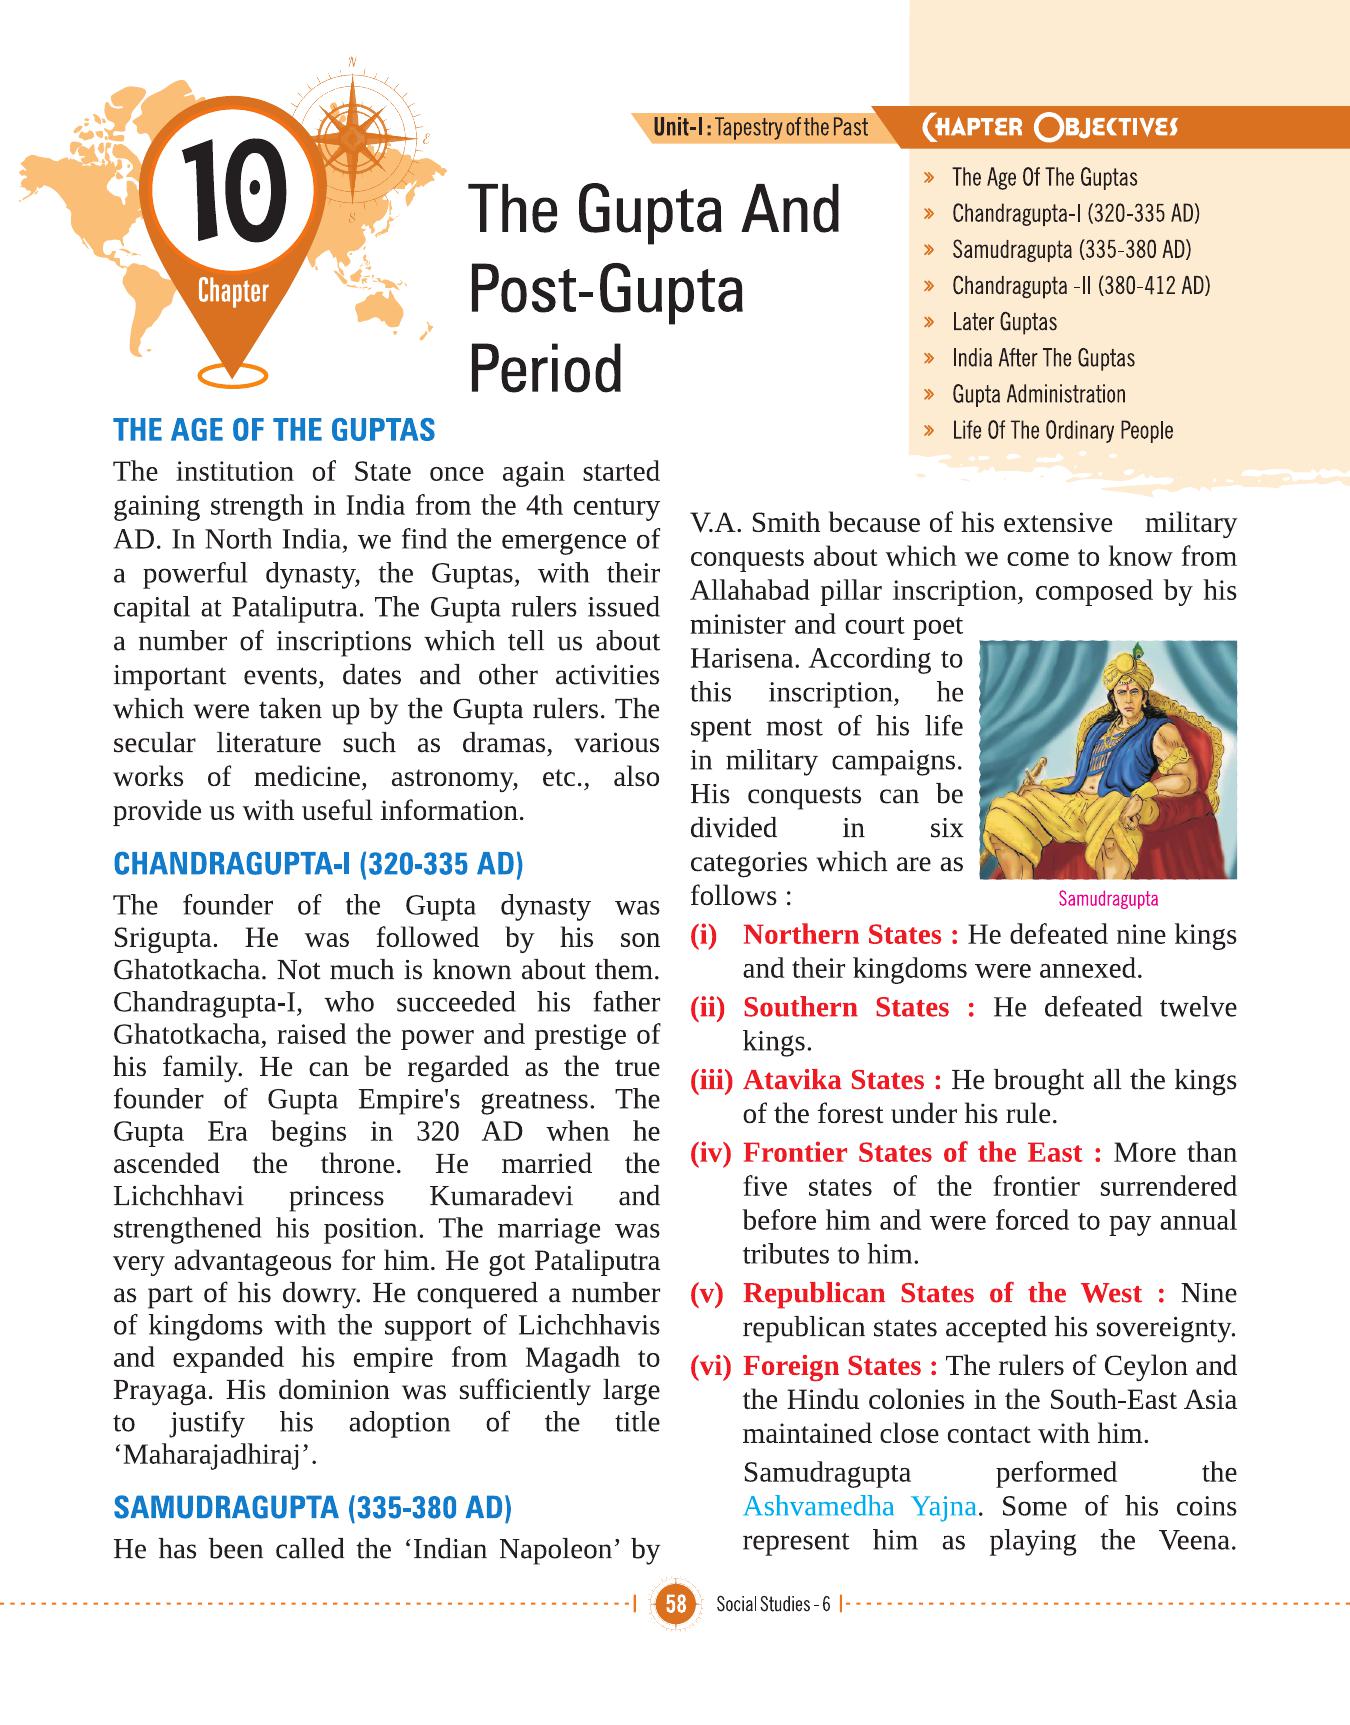 N
E
S
10
Chapter
The Gupta And
Post-Gupta
Period
Unit-I : Tapestry of the Past
CHAPTER OBJECTIVES
» The Age Of The Guptas
» Chandragupta-I (320-335 AD)
» Samudragupta (335-380 AD)
» Chandragupta -II (380-412 AD)
» Later Guptas
» India After The Guptas
» Gupta Administration
» Life Of The Ordinary People
THE AGE OF THE GUPTAS
The institution of State once again started
gaining strength in India from the 4th century
AD. In North India, we find the emergence of
a powerful dynasty, the Guptas, with their
capital at Pataliputra. The Gupta rulers issued
a number of inscriptions which tell us about
important events, dates and other activities
which were taken up by the Gupta rulers. The
secular literature such as dramas, various
works of medicine, astronomy, etc., also
provide us with useful information.
CHANDRAGUPTA-I (320-335 AD)
The founder of the Gupta dynasty was
Srigupta. He was followed by his son
Ghatotkacha. Not much is known about them.
Chandragupta-I, who succeeded his father
Ghatotkacha, raised the power and prestige of
his family. He can be regarded as the true
founder of Gupta Empire's greatness. The
Gupta Era begins in 320 AD when he
ascended the throne. He married the
Lichchhavi princess Kumaradevi and
strengthened his position. The marriage was
very advantageous for him. He got Pataliputra
as part of his dowry. He conquered a number
of kingdoms with the support of Lichchhavis
and expanded his empire from Magadh to
Prayaga. His dominion was sufficiently large
to justify his adoption of the title
‘Maharajadhiraj’.
SAMUDRAGUPTA (335-380 AD)
He has been called the ‘Indian Napoleon’ by
V.A. Smith because of his extensive military
conquests about which we come to know from
Allahabad pillar inscription, composed by his
minister and court poet
Harisena. According to
this inscription, he
spent most of his life
in military campaigns.
His conquests can be
divided in six
categories which are as
follows :
Samudragupta
(i) Northern States : He defeated nine kings
and their kingdoms were annexed.
(ii) Southern States : He defeated twelve
kings.
(iii) Atavika States : He brought all the kings
of the forest under his rule.
(iv) Frontier States of the East : More than
five states of the frontier surrendered
before him and were forced to pay annual
tributes to him.
(v) Republican States of the West : Nine
republican states accepted his sovereignty.
(vi) Foreign States : The rulers of Ceylon and
the Hindu colonies in the South-East Asia
maintained close contact with him.
Samudragupta performed the
Ashvamedha Yajna. Some of his coins
represent him as playing the Veena.
58 Social Studies - 6